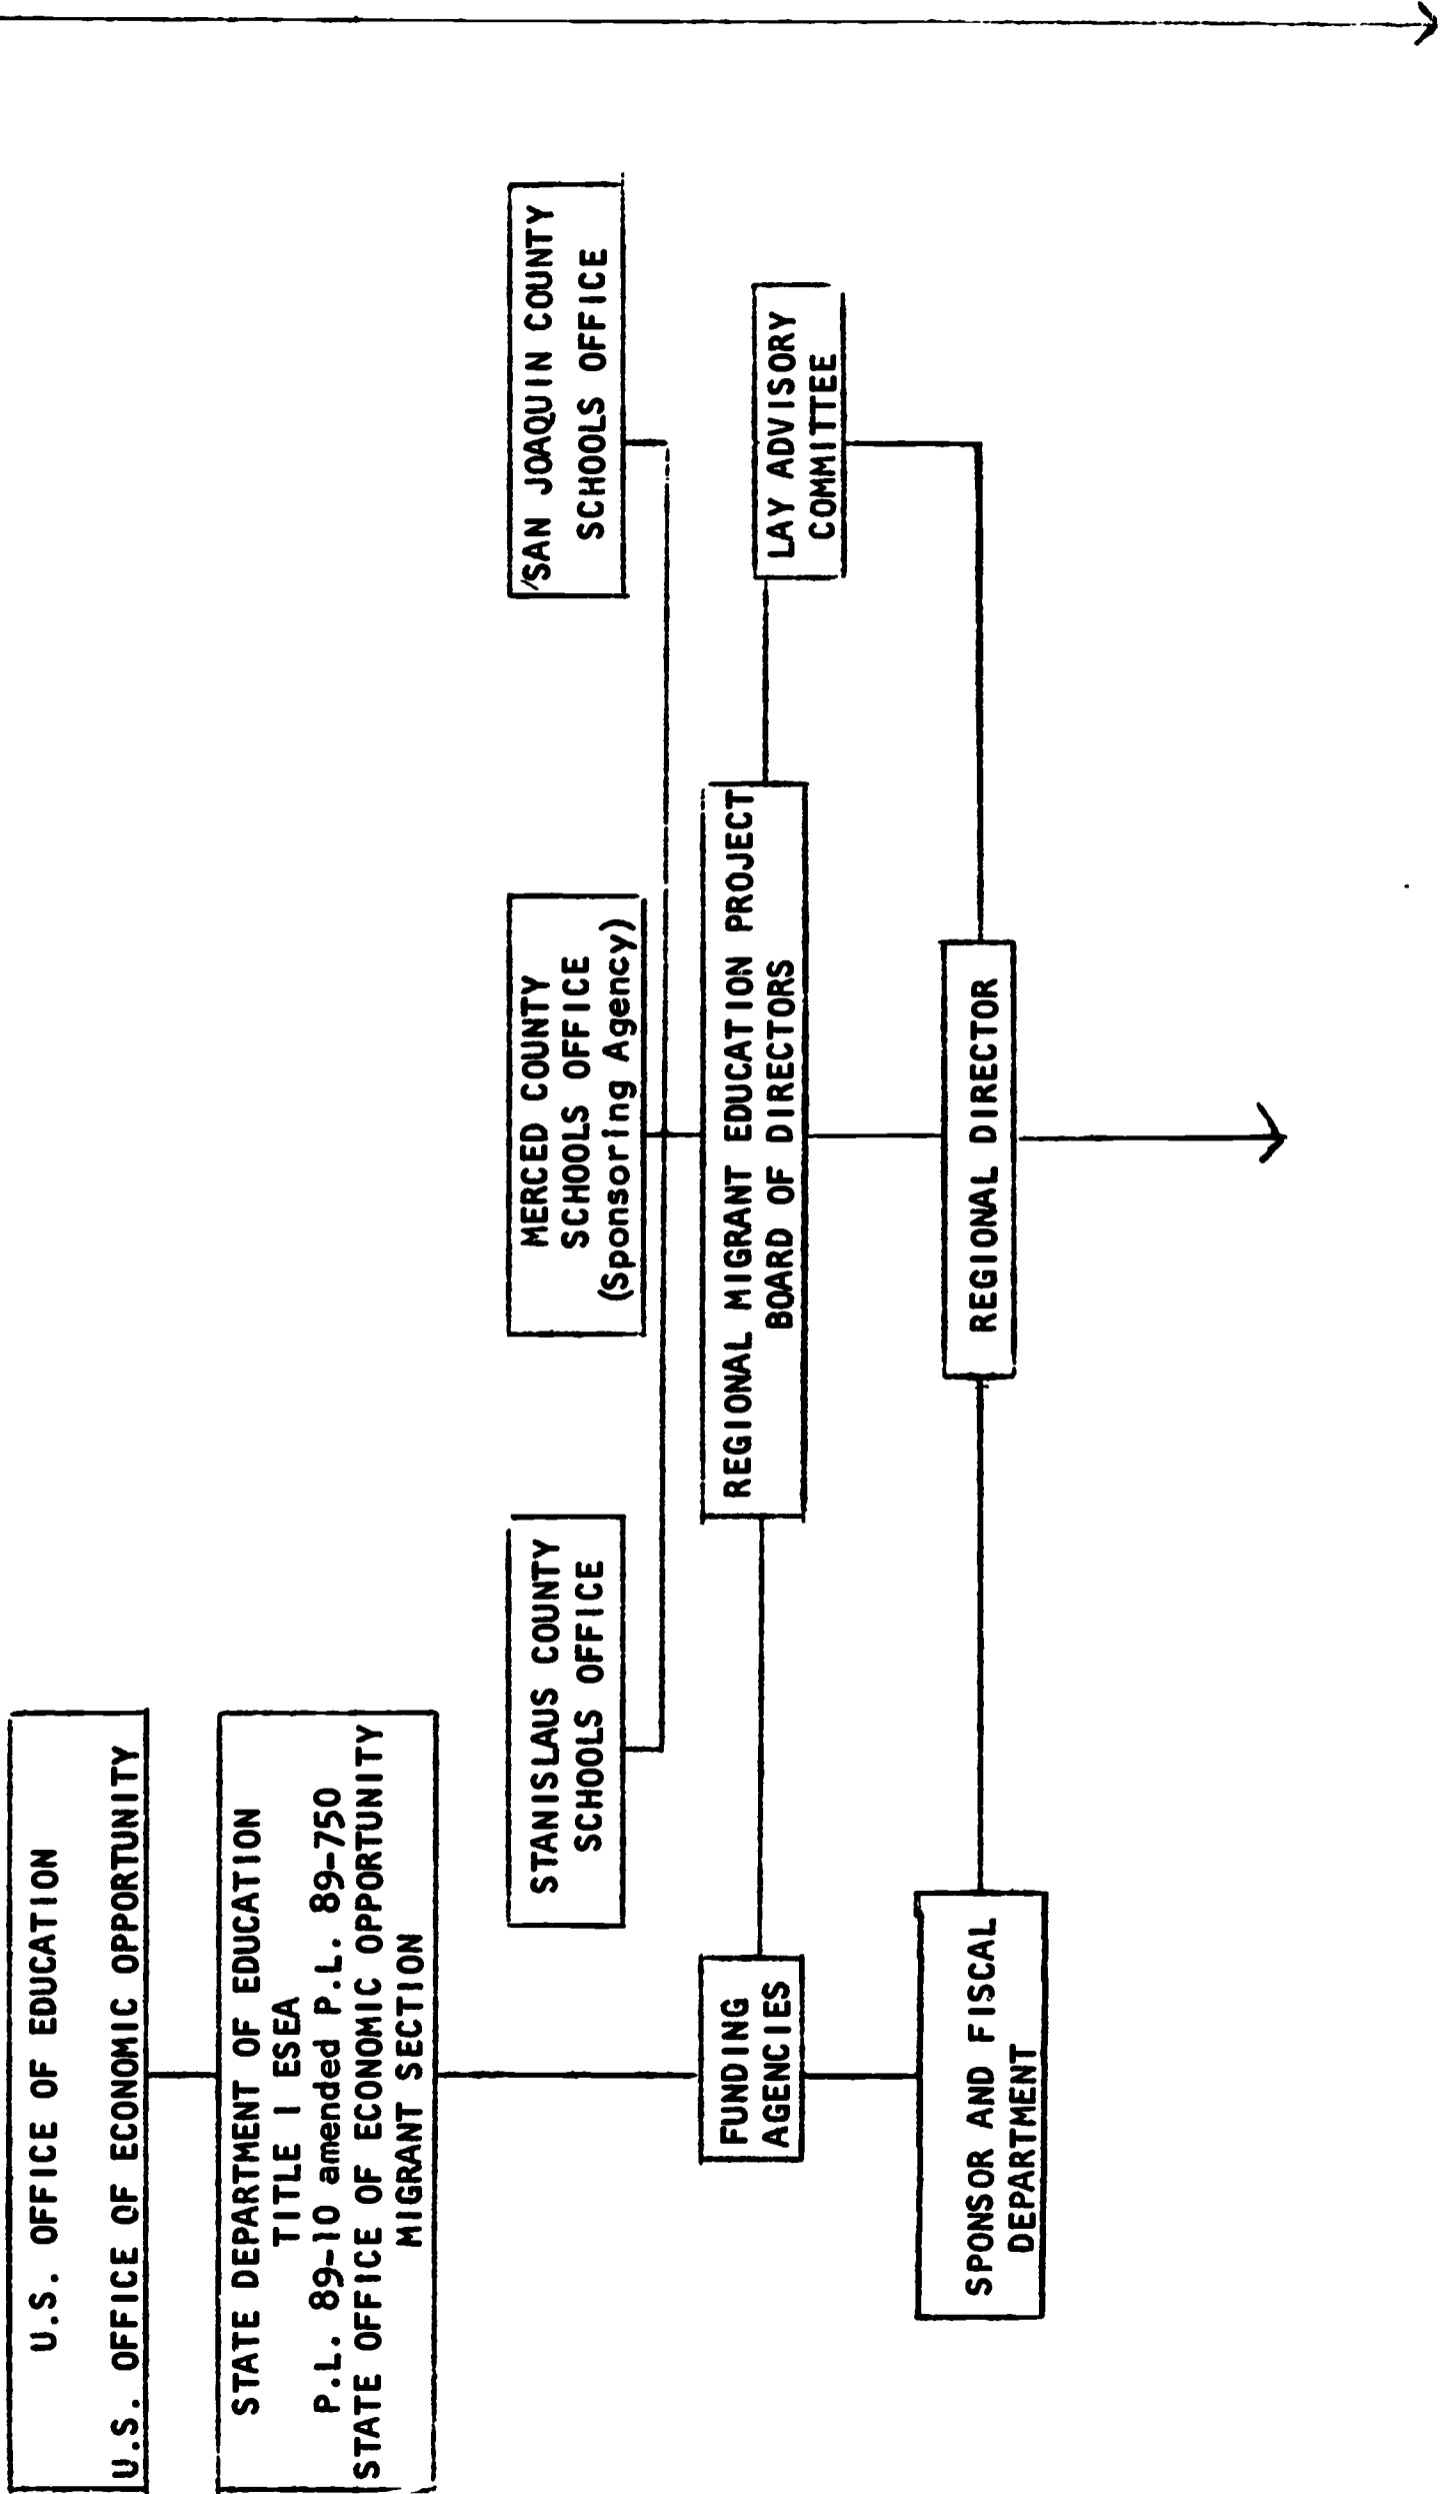 U.S. OFFICE OF EDUCATION
U.S. OFFICE OF ECONOMIC OPPORTUNITY
STATE DEPARTMENT OF EDUCATION
TITLE I ESEA
P.L. 89-10 amended P.L. 89-750
STATE OFFICE OF ECONOMIC OPPORTUNITY
MIGRANT SECTION
STANISLAUS COUNTY
SCHOOLS OFFICE
MERCED COUNTY
SCHOOLS OFFICE
(Sponsoring Agency)
SAN JOAQUIN COUNTY
SCHOOLS OFFICE
FUNDING
AGENCIES
REGIONAL MIGRANT EDUCATION PROJECT
BOARD OF DIRECTORS
LAY ADVISORY
COMMITTEE
SPONSOR AND FISCAL
DEPARTMENT
REGIONAL DIRECTOR